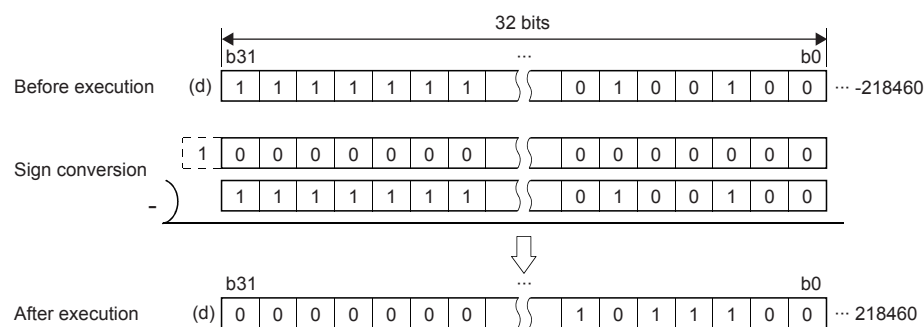 32 bits
b31 ... b0
Before execution (d) 1 1 1 1 1 1 1 0 1 0 0 1 0 0 ... -218460
1 0 0 0 0 0 0 0 0 0 0 0 0 0 0
Sign conversion
- 1 1 1 1 1 1 1 0 1 0 0 1 0 0
b31 ... b0
After execution (d) 0 0 0 0 0 0 0 1 0 1 1 1 0 0 ... 218460